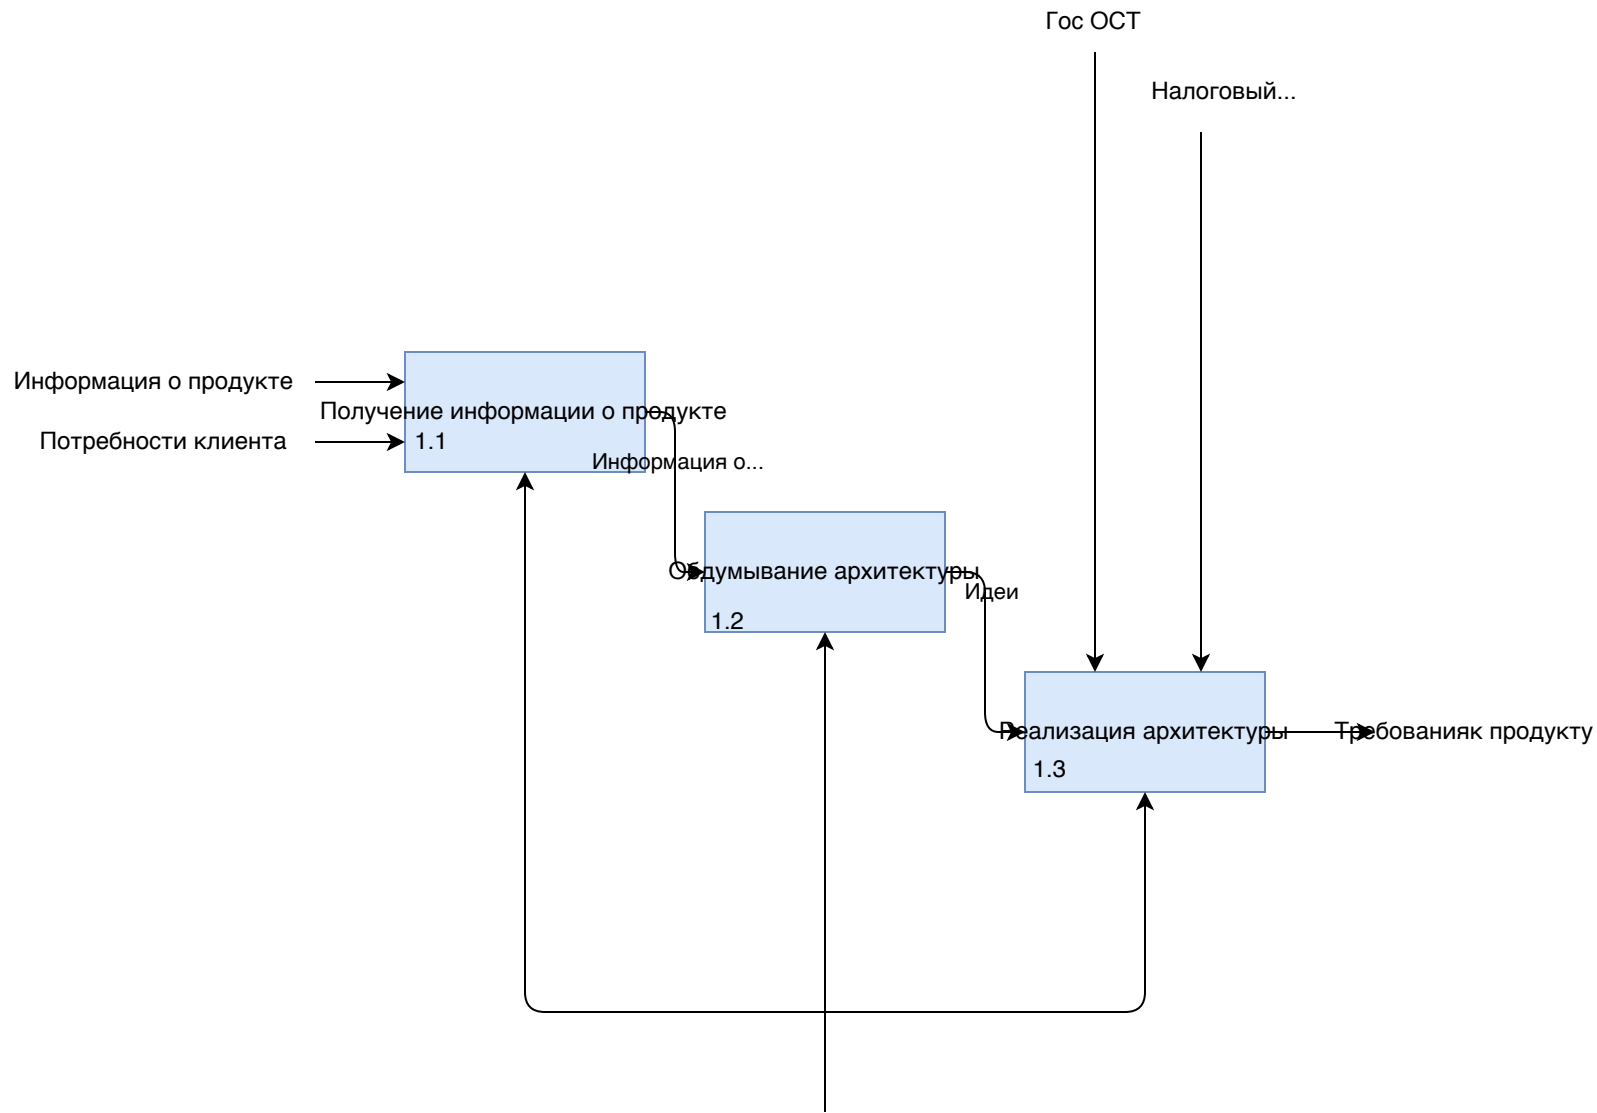 Гос ОСТ
Налоговый...
Информация о продукте
Получение информации о продукте
Потребности клиента
1.1
Информация о...
Обдумывание архитектуры
Идеи
1.2
Реализация архитектуры
Требованияк продукту
1.3